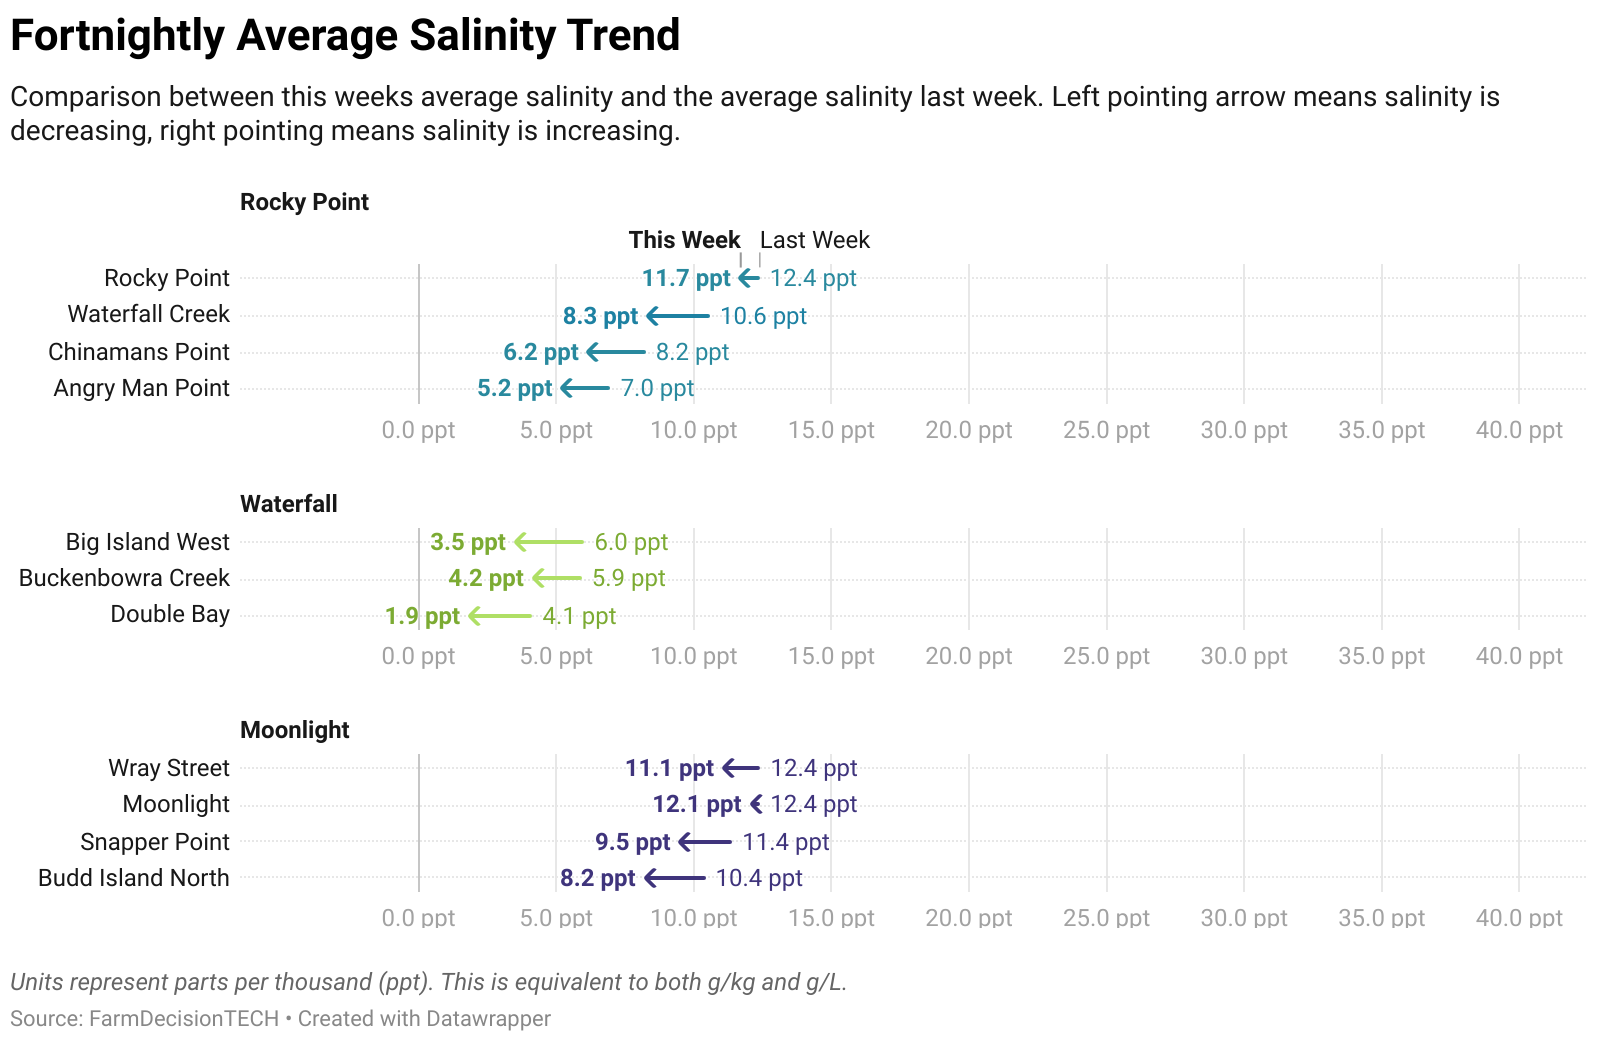 Fortnightly Average Salinity Trend
Comparison between this weeks average salinity and the average salinity last week. Left pointing arrow means salinity is
decreasing, right pointing means salinity is increasing.
Rocky Point
This Week Last Week
Rocky Point 11.7 ppt 12.4 ppt
Waterfall Creek 8.3 ppt 10.6 ppt
Chinamans Point 6.2 ppt 8.2 ppt
Angry Man Point 5.2 ppt 7.0 ppt
0.0 ppt 5.0 ppt 10.0 ppt 15.0 ppt 20.0 ppt 25.0 ppt 30.0 ppt 35.0 ppt 40.0 ppt
Waterfall
Big Island West 3.5 ppt 6.0 ppt
Buckenbowra Creek 4.2 ppt 5.9 ppt
Double Bay 1.9 ppt 4.1 ppt
0.0 ppt 5.0 ppt 10.0 ppt 15.0 ppt 20.0 ppt 25.0 ppt 30.0 ppt 35.0 ppt 40.0 ppt
Moonlight
Wray Street 11.1 ppt 12.4 ppt
Moonlight 12.1 ppt 12.4 ppt
Snapper Point 9.5 ppt 11.4 ppt
Budd Island North 8.2 ppt 10.4 ppt
0.0 ppt 5.0 ppt 10.0 ppt 15.0 ppt 20.0 ppt 25.0 ppt 30.0 ppt 35.0 ppt 40.0 ppt
Units represent parts per thousand (ppt). This is equivalent to both g/kg and g/L.
Source: FarmDecisionTECH • Created with Datawrapper